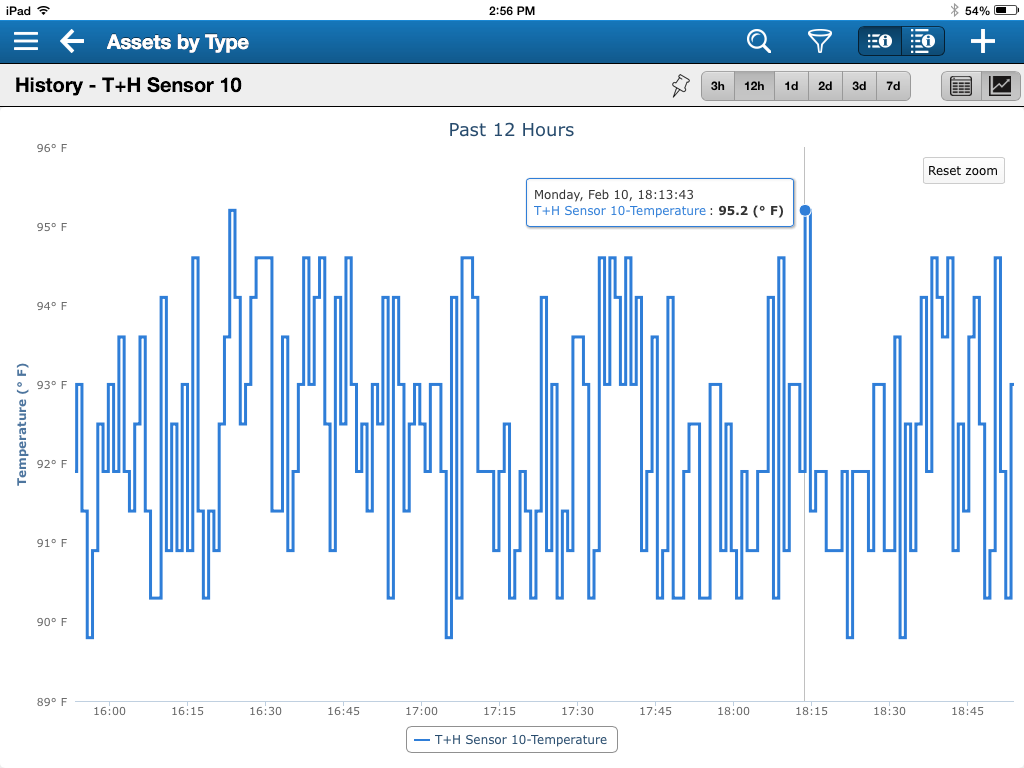 iPad 2:56 PM 54%
Assets by Type
History - T+H Sensor 10 3h 12h 1d 2d 3d 7d
Past 12 Hours
Reset zoom
Monday, Feb 10, 18:13:43
T+H Sensor 10-Temperature : 95.2 (° F)
96° F
95° F
94° F
93° F
92° F
91° F
90° F
89° F
Temperature (° F)
16:00 16:15 16:30 16:45 17:00 17:15 17:30 17:45 18:00 18:15 18:30 18:45
T+H Sensor 10-Temperature